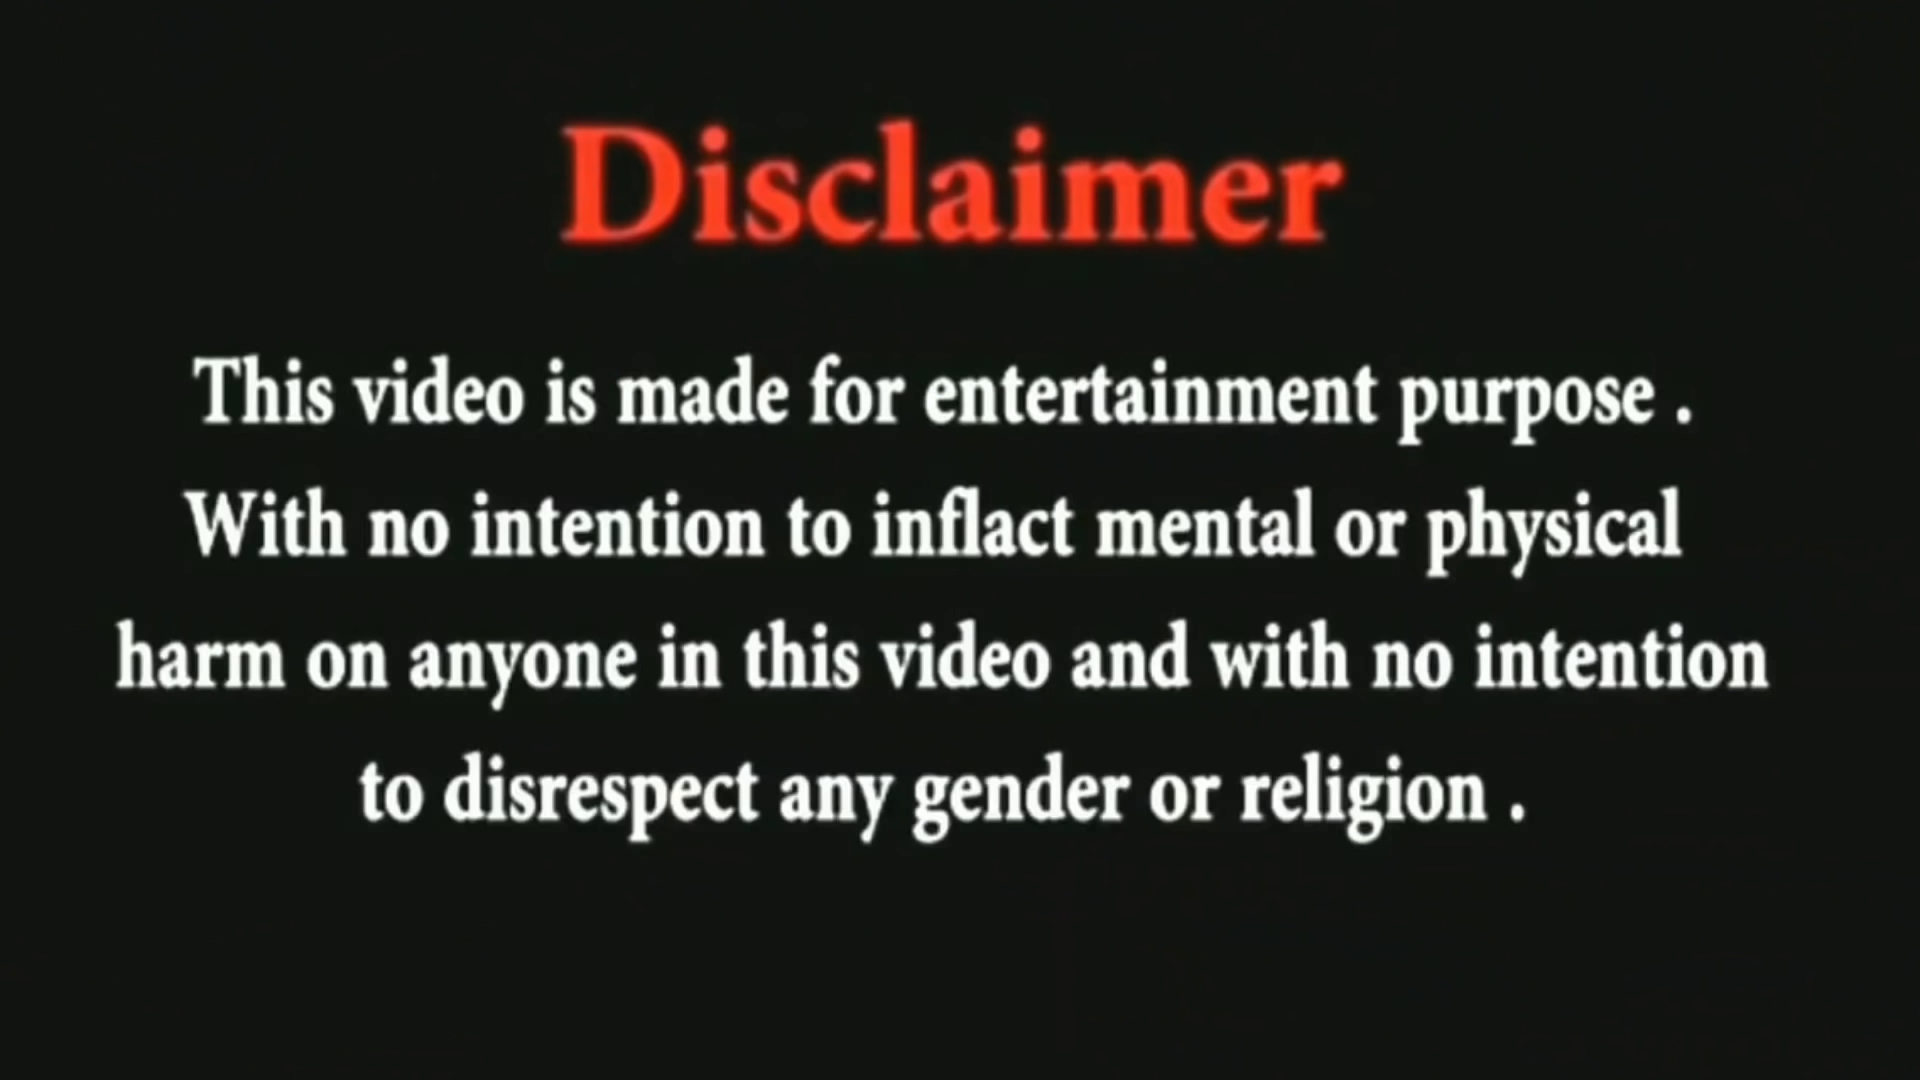 Disclaimer
This video is made for entertainment purpose .
With no intention to inflact mental or physical
harm on anyone in this video and with no intention
to disrespect any gender or religion .